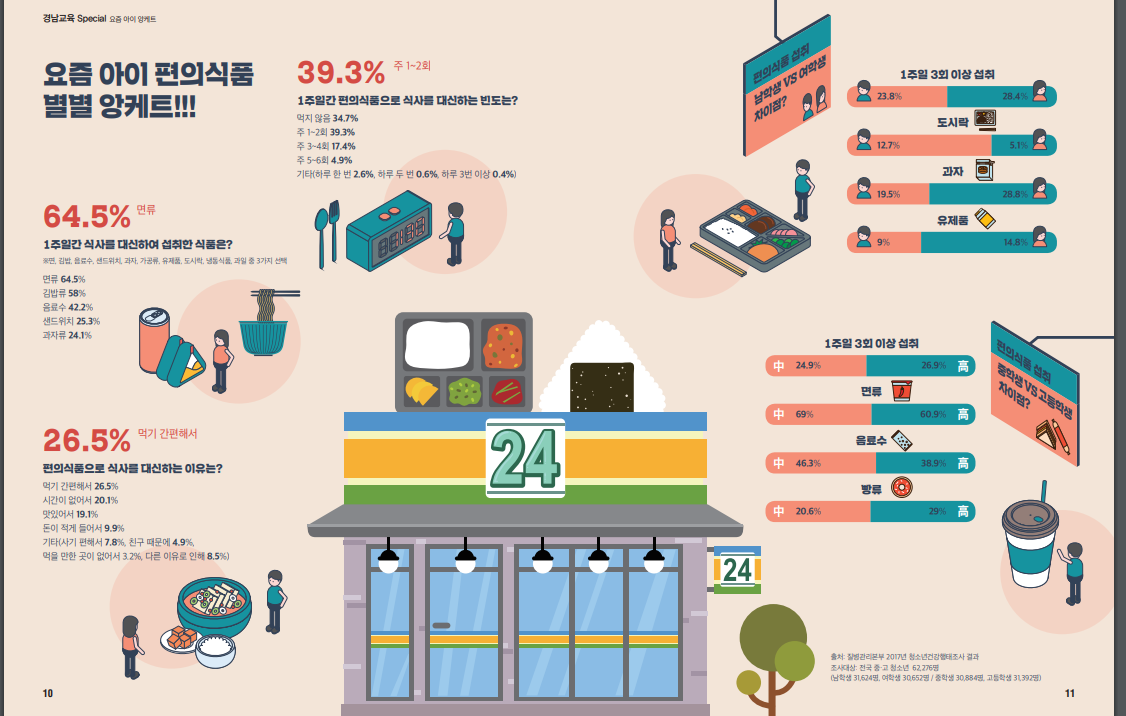 경남교육 Special 요즘 아이 앙케트
요즘 아이 편의식품
별별 앙케트!!!
39.3% 주 1~2회
1주일간 편의식품으로 식사를 대신하는 빈도는?
먹지 않음 34.7%
주 1~2회 39.3%
주 3~4회 17.4%
주 5~6회 4.9%
기타(하루 한 번 2.6%, 하루 두 번 0.6%, 하루 3번 이상 0.4%)
64.5% 면류
1주일간 식사를 대신하여 섭취한 식품은?
※면, 김밥, 음료수, 샌드위치, 과자, 가공류, 유제품, 도시락, 냉동식품, 과일 중 3가지 선택
면류 64.5%
김밥류 58%
음료수 42.2%
샌드위치 25.3%
과자류 24.1%
26.5% 먹기 간편해서
편의식품으로 식사를 대신하는 이유는?
먹기 간편해서 26.5%
시간이 없어서 20.1%
맛있어서 19.1%
돈이 적게 들어서 9.9%
기타(사기 편해서 7.8%, 친구 때문에 4.9%,
먹을 만한 곳이 없어서 3.2%, 다른 이유로 인해 8.5%)
10
24
24
편의식품 섭취
남학생 VS 여학생
차이점?
1주일 3회 이상 섭취
23.8% 28.4%
도시락
12.7% 5.1%
과자
19.5% 28.8%
유제품
9% 14.8%
편의식품 섭취
중학생 VS 고등학생
차이점?
1주일 3회 이상 섭취
中 24.9% 26.9% 高
면류
中 69% 60.9% 高
음료수
中 46.3% 38.9% 高
빵류
中 20.6% 29% 高
출처: 질병관리본부 2017년 청소년건강행태조사 결과
조사대상: 전국 중·고 청소년 62,276명
(남학생 31,624명, 여학생 30,652명 / 중학생 30,884명, 고등학생 31,392명)
11